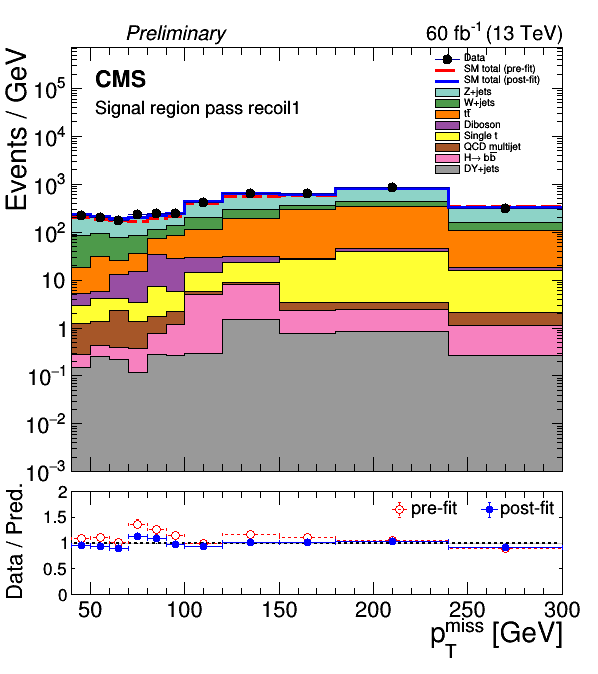 Preliminary
60 fb⁻¹ (13 TeV)
CMS
Signal region pass recoil1
Data
SM total (pre-fit)
SM total (post-fit)
Z+jets
W+jets
tt̅
Diboson
Single t
QCD multijet
H→ bb̅
DY+jets
Events / GeV
10⁵
10⁴
10³
10²
10
1
10⁻¹
10⁻²
10⁻³
Data / Pred.
2
1.5
1
0.5
0
pre-fit
post-fit
50 100 150 200 250 300
p_T^miss [GeV]